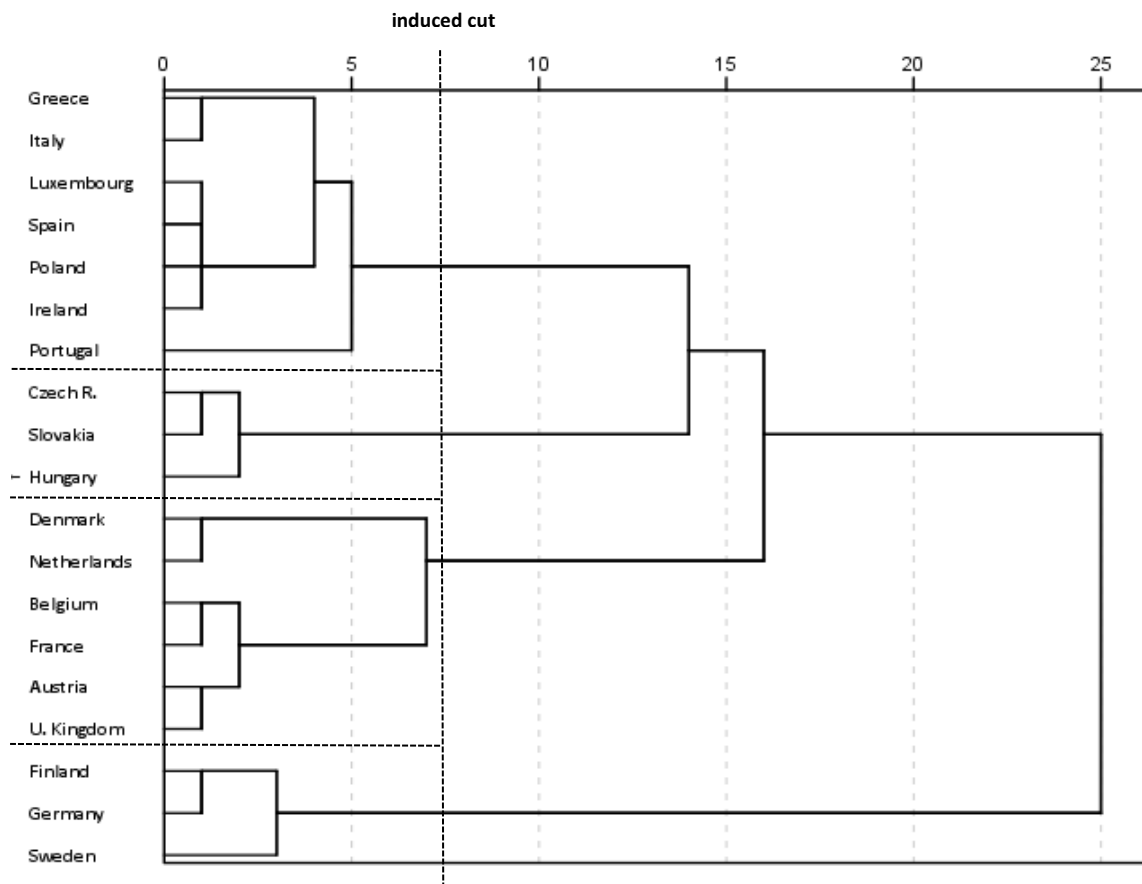 induced cut
0 5 10 15 20 25
Greece
Italy
Luxembourg
Spain
Poland
Ireland
Portugal
Czech R.
Slovakia
Hungary
Denmark
Netherlands
Belgium
France
Austria
U. Kingdom
Finland
Germany
Sweden